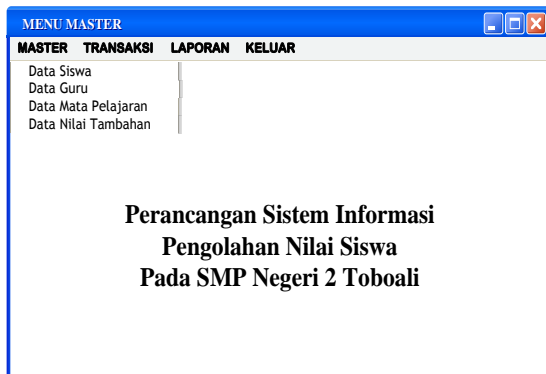 MENU MASTER
MASTER TRANSAKSI LAPORAN KELUAR
Data Siswa
Data Guru
Data Mata Pelajaran
Data Nilai Tambahan
Perancangan Sistem Informasi
Pengolahan Nilai Siswa
Pada SMP Negeri 2 Toboali